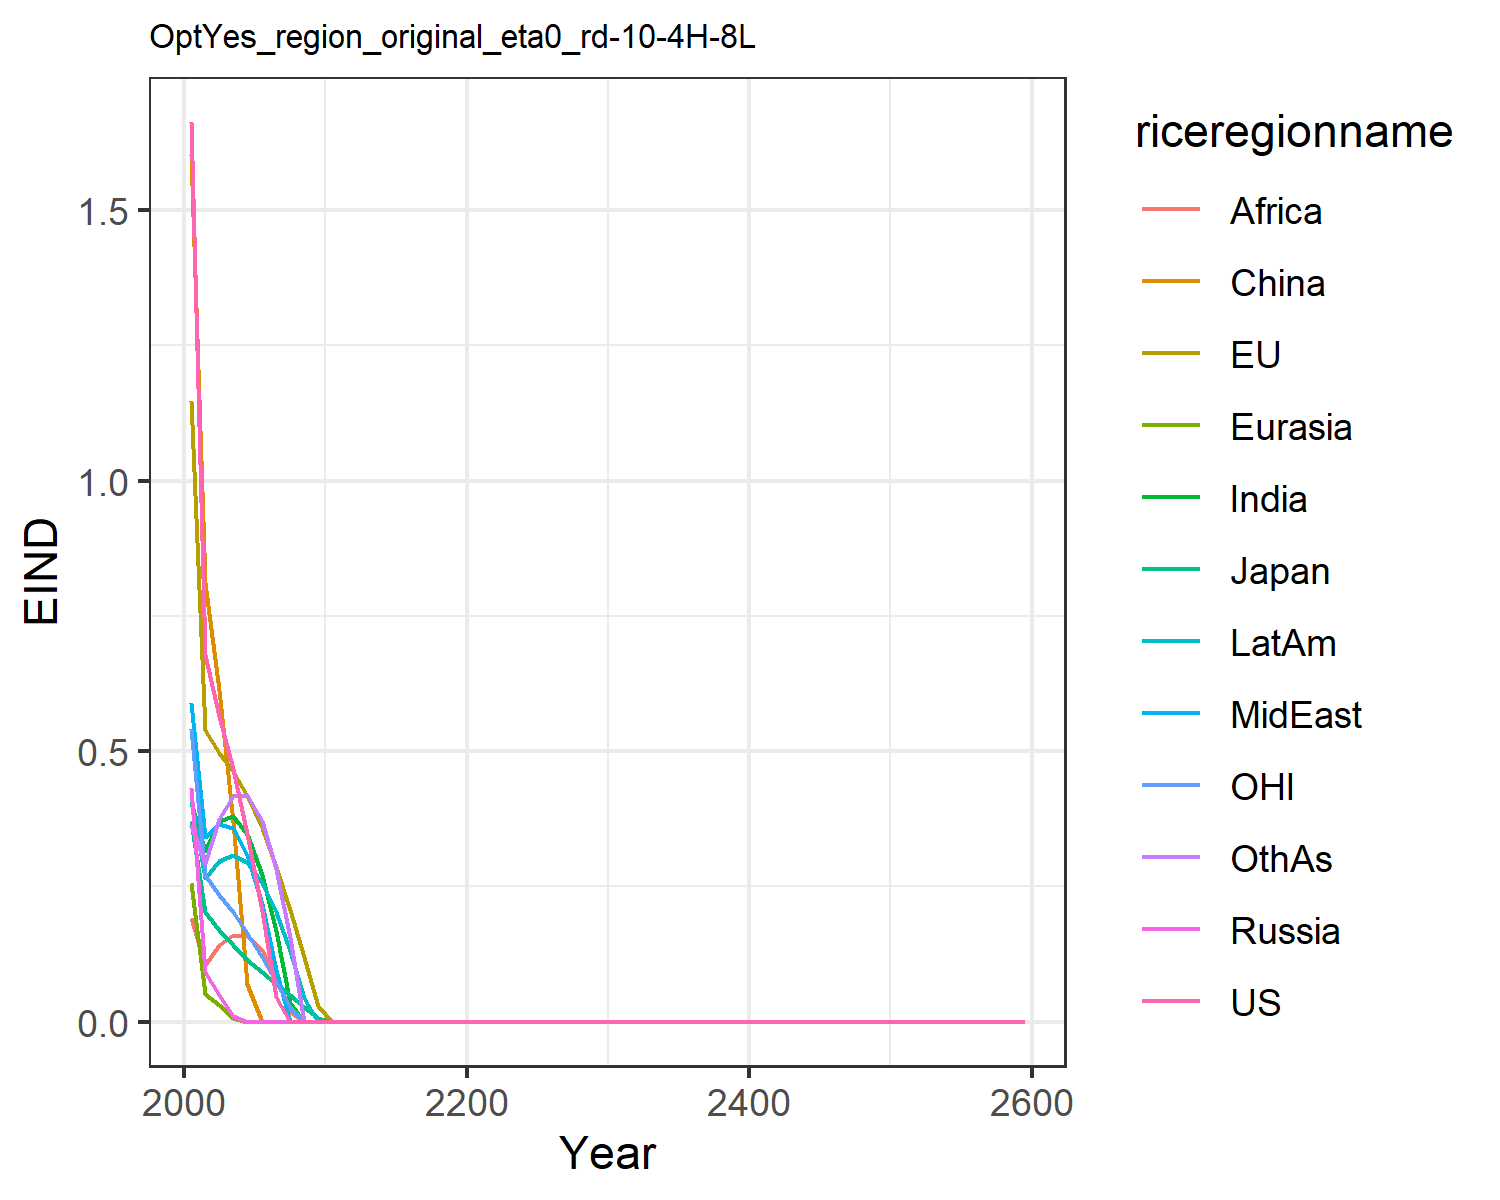 OptYes_region_original_eta0_rd-10-4H-8L
EIND
1.5
1.0
0.5
0.0
2000 2200 2400 2600
Year
riceregionname
Africa
China
EU
Eurasia
India
Japan
LatAm
MidEast
OHI
OthAs
Russia
US